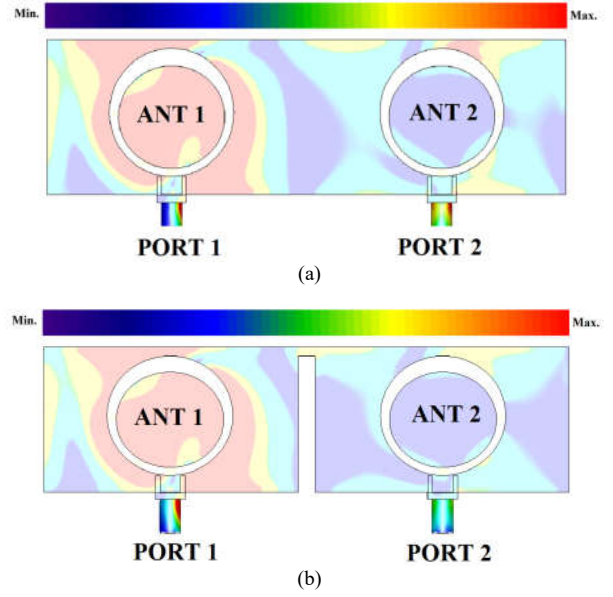 Min. Max.
ANT 1 ANT 2
PORT 1 PORT 2
(a)
Min. Max.
ANT 1 ANT 2
PORT 1 PORT 2
(b)